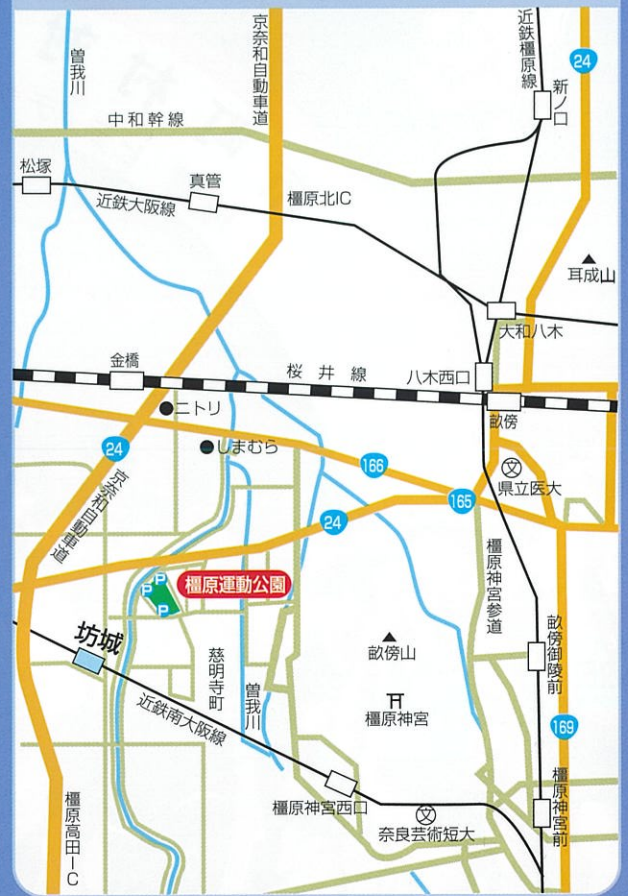 曽我川
京奈和自動車道
近鉄橿原線
24
新ノ口
中和幹線
松塚
真管
近鉄大阪線
橿原北IC
耳成山
大和八木
金橋
桜井線
八木西口
畝傍
ニトリ
しまむら
24
166
165
県立医大
京奈和自動車道
24
P
P
P
橿原運動公園
橿原神宮参道
坊城
慈明寺町
曽我川
畝傍山
畝傍御陵前
近鉄南大阪線
橿原神宮
169
橿原高田IC
橿原神宮西口
奈良芸術短大
橿原神宮前
文
文